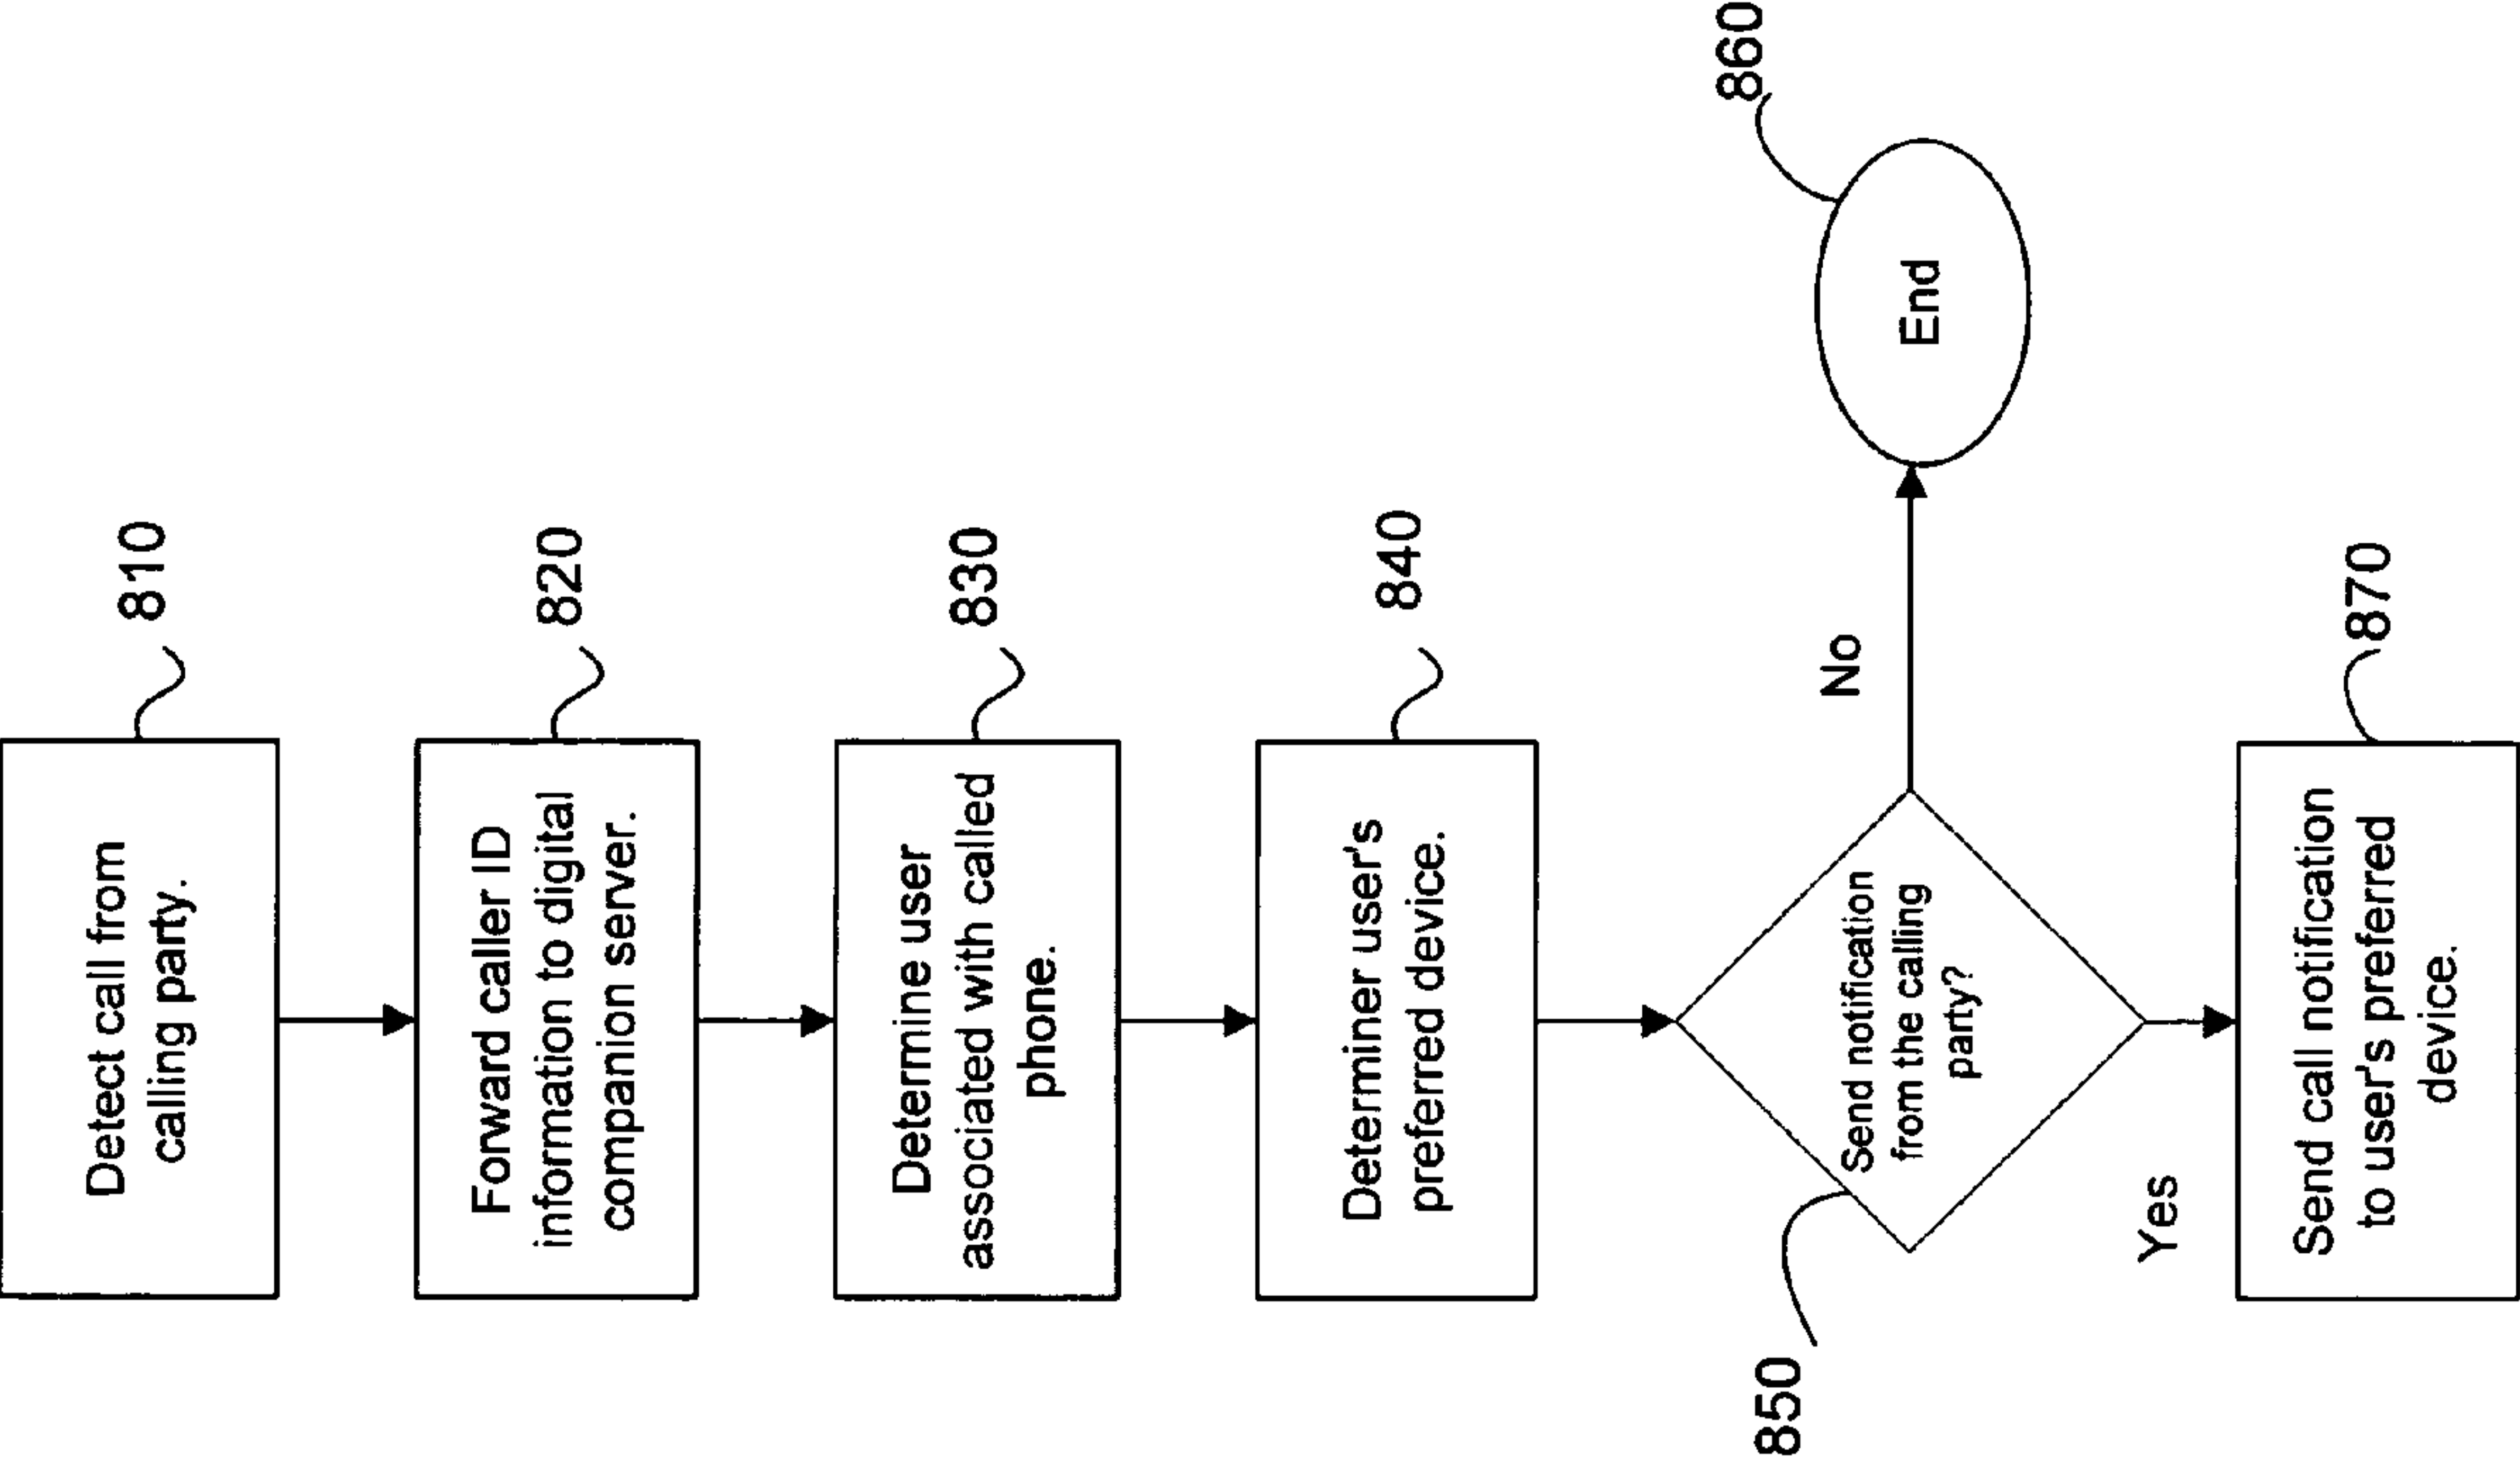 Detect call from
calling party.
810
Forward caller ID
information to digital
companion server.
820
Determine user
associated with called
phone.
830
Determiner user's
preferred device.
840
Send notification
from the calling
party?
850
No
End
860
Yes
Send call notification
to user's preferred
device.
870